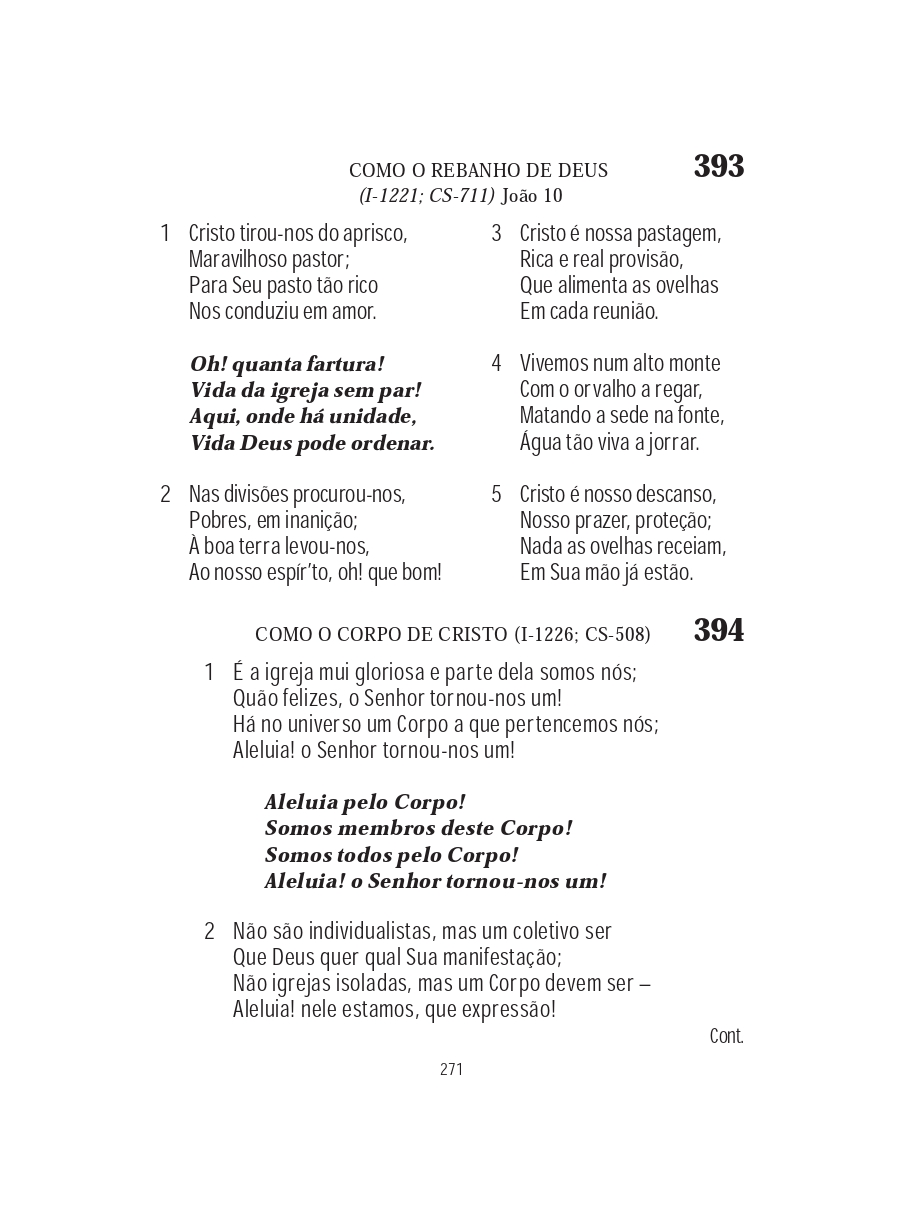 COMO O REBANHO DE DEUS 393
(I-1221; CS-711) João 10
1 Cristo tirou-nos do aprisco,
Maravilhoso pastor;
Para Seu pasto tão rico
Nos conduziu em amor.
Oh! quanta fartura!
Vida da igreja sem par!
Aqui, onde há unidade,
Vida Deus pode ordenar.
2 Nas divisões procurou-nos,
Pobres, em inanição;
À boa terra levou-nos,
Ao nosso espír’to, oh! que bom!
3 Cristo é nossa pastagem,
Rica e real provisão,
Que alimenta as ovelhas
Em cada reunião.
4 Vivemos num alto monte
Com o orvalho a regar,
Matando a sede na fonte,
Água tão viva a jorrar.
5 Cristo é nosso descanso,
Nosso prazer, proteção;
Nada as ovelhas receiam,
Em Sua mão já estão.
COMO O CORPO DE CRISTO (I-1226; CS-508) 394
1 É a igreja mui gloriosa e parte dela somos nós;
Quão felizes, o Senhor tornou-nos um!
Há no universo um Corpo a que pertencemos nós;
Aleluia! o Senhor tornou-nos um!
Aleluia pelo Corpo!
Somos membros deste Corpo!
Somos todos pelo Corpo!
Aleluia! o Senhor tornou-nos um!
2 Não são individualistas, mas um coletivo ser
Que Deus quer qual Sua manifestação;
Não igrejas isoladas, mas um Corpo devem ser –
Aleluia! nele estamos, que expressão!
Cont.
271